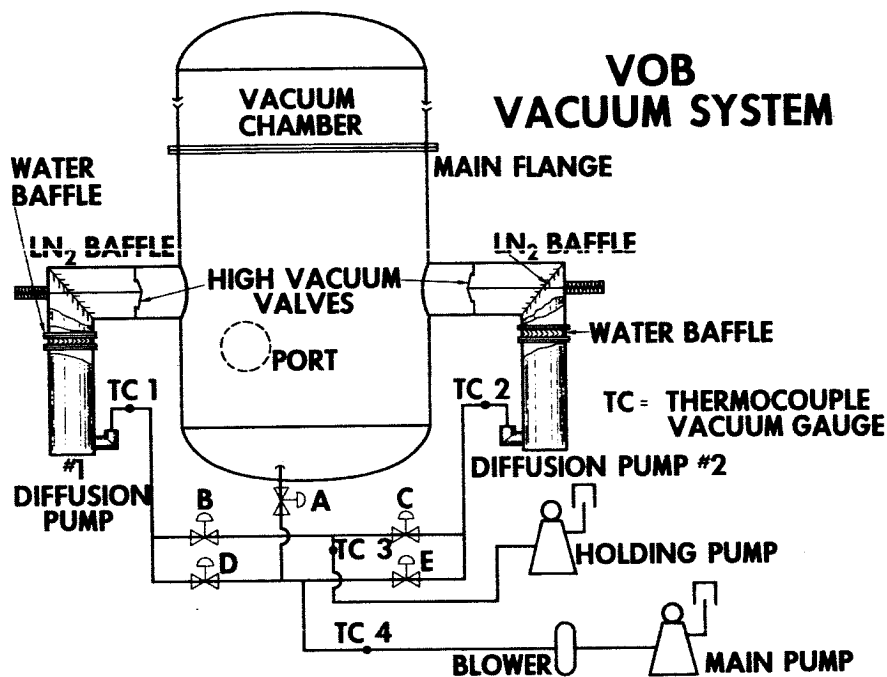 VOB
VACUUM SYSTEM
VACUUM
CHAMBER
MAIN FLANGE
WATER
BAFFLE
LN2 BAFFLE
LN2 BAFFLE
HIGH VACUUM
VALVES
WATER BAFFLE
PORT
TC 1
TC 2
TC = THERMOCOUPLE
VACUUM GAUGE
#1
DIFFUSION
PUMP
DIFFUSION PUMP #2
A
B
C
TC 3
HOLDING PUMP
D
E
TC 4
BLOWER
MAIN PUMP